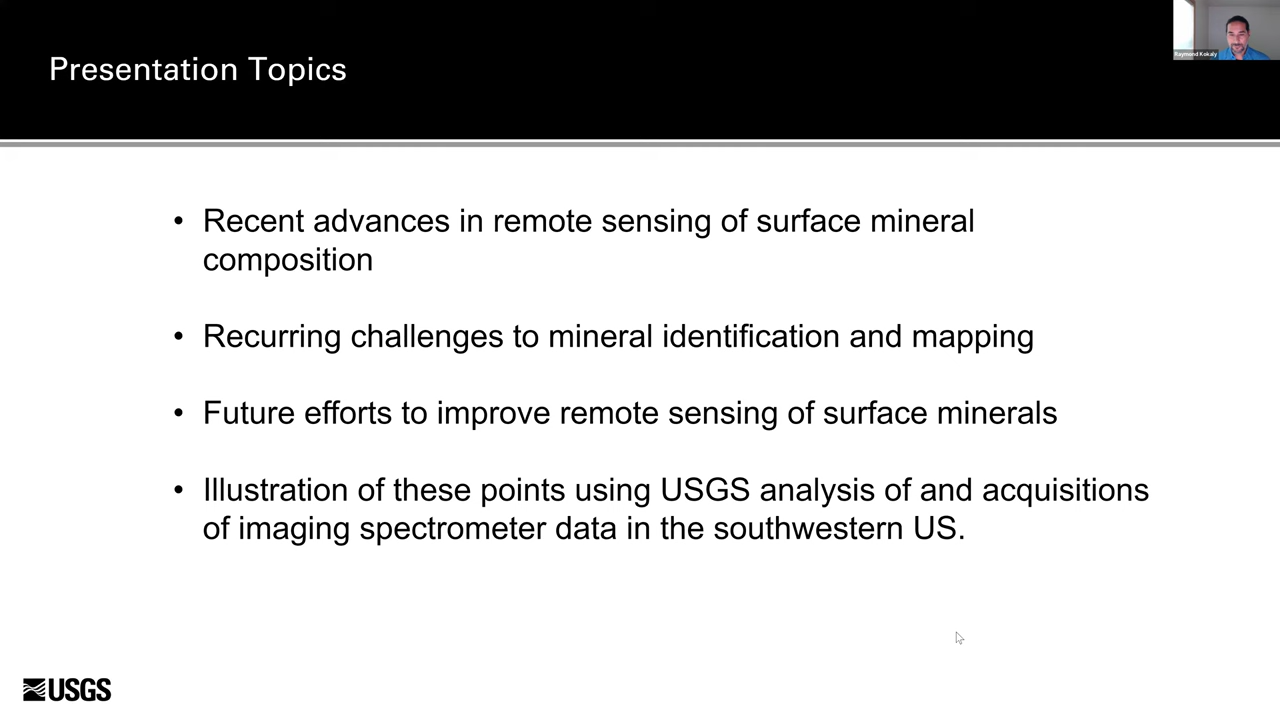 Presentation Topics
Raymond Kokaly
• Recent advances in remote sensing of surface mineral
composition
• Recurring challenges to mineral identification and mapping
• Future efforts to improve remote sensing of surface minerals
• Illustration of these points using USGS analysis of and acquisitions
of imaging spectrometer data in the southwestern US.
USGS